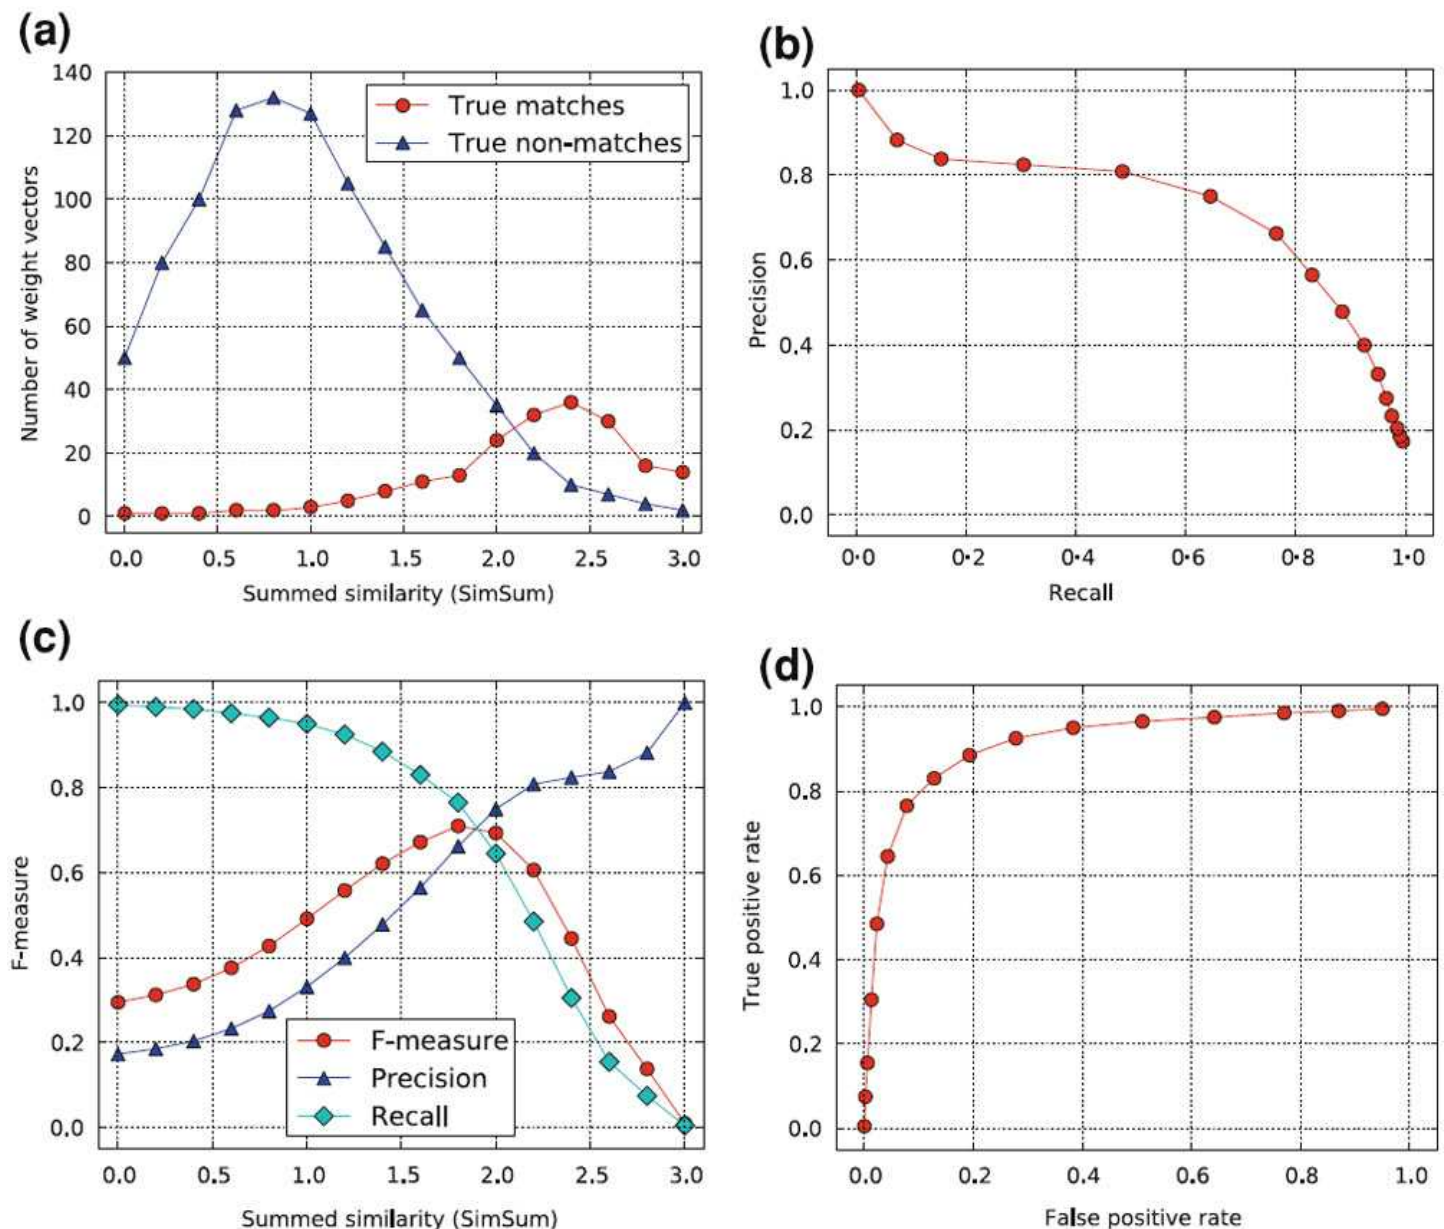 (a)
140
120
100
80
60
40
20
0
Number of weight vectors
True matches
True non-matches
0.0 0.5 1.0 1.5 2.0 2.5 3.0
Summed similarity (SimSum)
(b)
1.0
0.8
0.6
0.4
0.2
0.0
Precision
0·0 0·2 0·4 0·6 0·8 1·0
Recall
(c)
1.0
0.8
0.6
0.4
0.2
0.0
F-measure
F-measure
Precision
Recall
0.0 0.5 1.0 1.5 2.0 2.5 3.0
Summed similarity (SimSum)
(d)
1.0
0.8
0.6
0.4
0.2
0.0
True positive rate
0.0 0.2 0.4 0.6 0.8 1.0
False positive rate